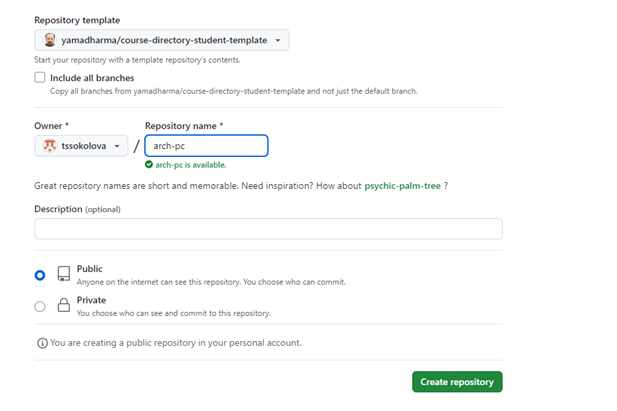 Repository template
yamadharma/course-directory-student-template
Start your repository with a template repository's contents.
Include all branches
Copy all branches from yamadharma/course-directory-student-template and not just the default branch.
Owner *
Repository name *
tssokolova
/
arch-pc
arch-pc is available.
Great repository names are short and memorable. Need inspiration? How about psychic-palm-tree ?
Description (optional)
Public
Anyone on the internet can see this repository. You choose who can commit.
Private
You choose who can see and commit to this repository.
You are creating a public repository in your personal account.
Create repository